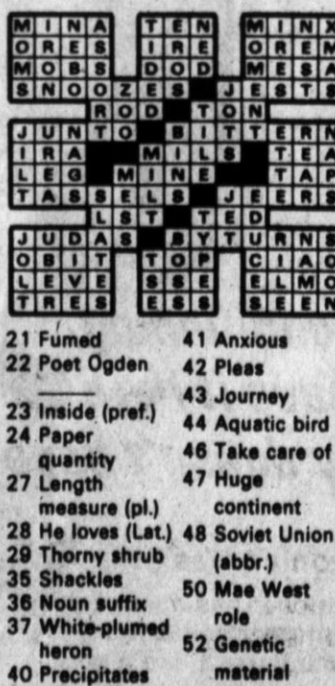 MINA TEN MINX
ORES IRE OREM
MOBS DOD MESA
SNOOZES JESTS
ROD TON
JUNTO BITTERN
IRA MILS TEA
LEG MINE TAP
TASSELS JEERS
LST TED
JUDAS BYTURNS
OBIT TOP CIAO
LEVE SSE ELMO
TRES ESS SEEN
21 Fumed
22 Poet Ogden
____
23 Inside (pref.)
24 Paper
quantity
27 Length
measure (pl.)
28 He loves (Lat.)
29 Thorny shrub
35 Shackles
36 Noun suffix
37 White-plumed
heron
40 Precipitates
41 Anxious
42 Pleas
43 Journey
44 Aquatic bird
46 Take care of
47 Huge
continent
48 Soviet Union
(abbr.)
50 Mae West
role
52 Genetic
material